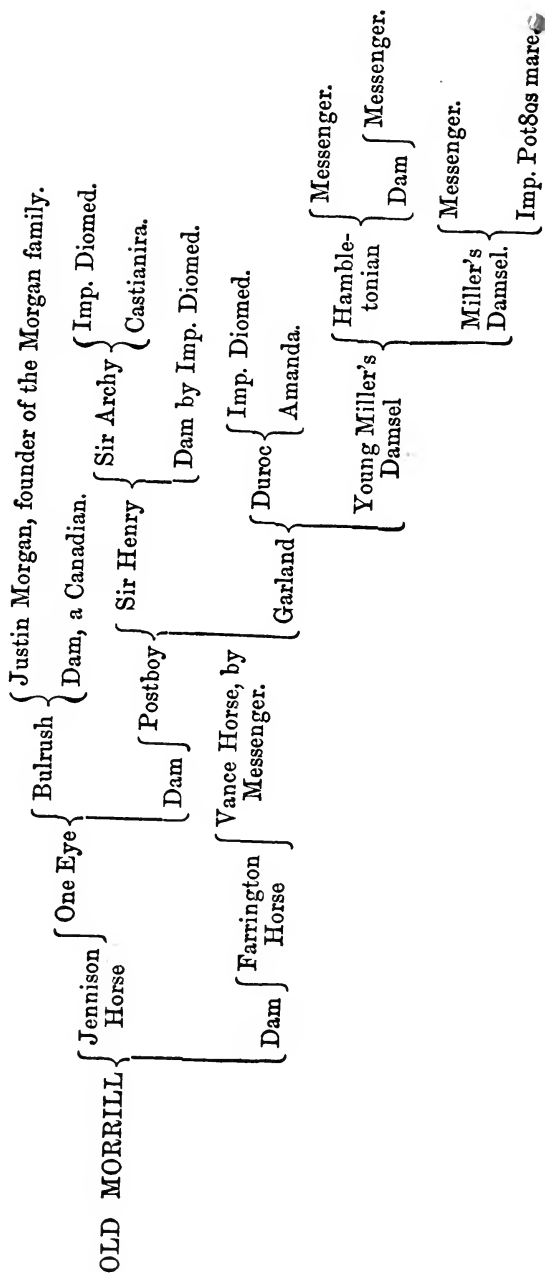 OLD MORRILL
Jennison
Horse
One Eye
Bulrush
Justin Morgan, founder of the Morgan family.
Dam, a Canadian.
Dam
Postboy
Sir Henry
Sir Archy
Imp. Diomed.
Castianira.
Dam by Imp. Diomed.
Garland
Duroc
Imp. Diomed.
Amanda.
Young Miller's
Damsel
Hamble-
tonian
Messenger.
Dam
Messenger.
Miller's
Damsel.
Messenger.
Imp. Pot8os mare.
Dam
Farrington
Horse
Vance Horse, by
Messenger.